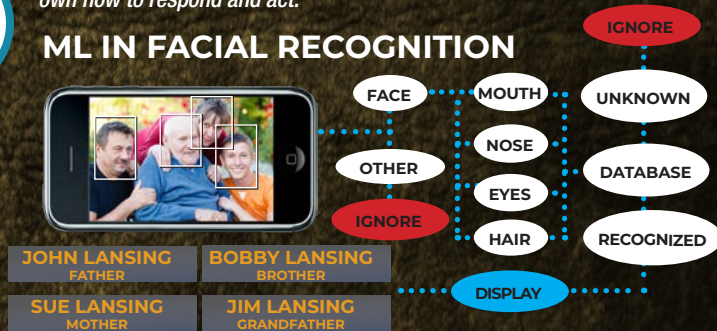 own how to respond and act.
ML IN FACIAL RECOGNITION
IGNORE
FACE
MOUTH
UNKNOWN
NOSE
OTHER
DATABASE
EYES
IGNORE
HAIR
RECOGNIZED
JOHN LANSING
FATHER
BOBBY LANSING
BROTHER
DISPLAY
SUE LANSING
MOTHER
JIM LANSING
GRANDFATHER